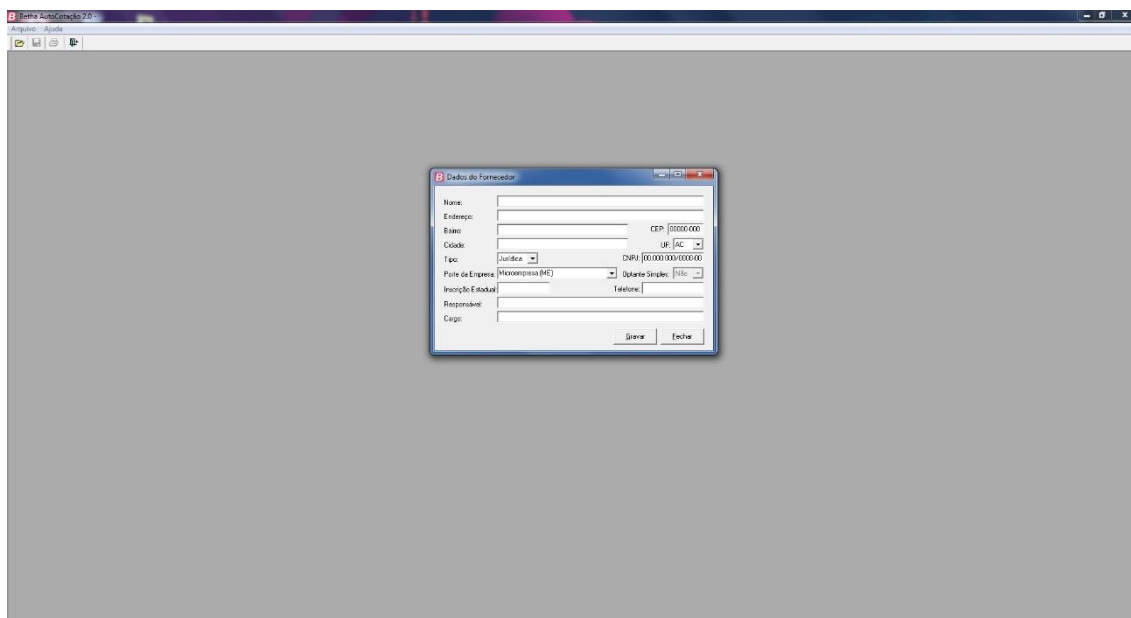 Betha AutoCotação 2.0 -
Arquivo Ajuda
Dados do Fornecedor
Nome:
Endereço:
Bairro: CEP: 00000-000
Cidade: UF: AC
Tipo: Jurídica CNPJ: 00.000.000/0000-00
Porte da Empresa: Microempresa (ME) Optante Simples: Não
Inscrição Estadual: Telefone:
Responsável:
Cargo:
Gravar Fechar